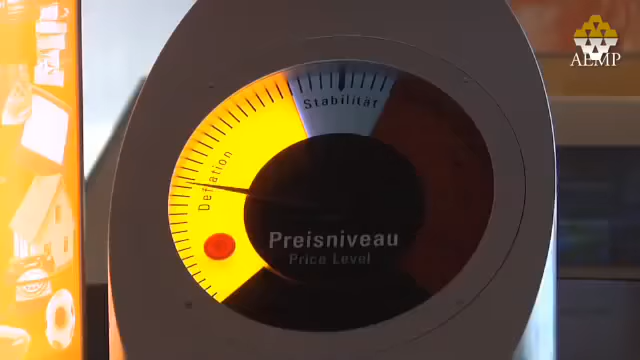 AEMP
Stabilität
Deflation
Preisniveau
Price Level